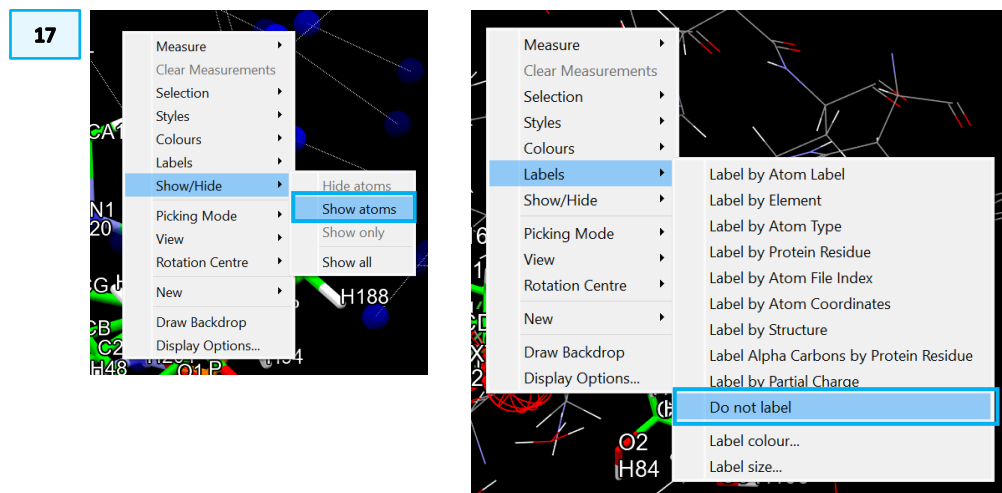 17
Measure
Clear Measurements
Selection
Styles
Colours
Labels
Show/Hide
Picking Mode
View
Rotation Centre
New
Draw Backdrop
Display Options...
Hide atoms
Show atoms
Show only
Show all
CA1
N1
20
CG
CB
C2
H48
O1P
H188
Measure
Clear Measurements
Selection
Styles
Colours
Labels
Show/Hide
Picking Mode
View
Rotation Centre
New
Draw Backdrop
Display Options...
Label by Atom Label
Label by Element
Label by Atom Type
Label by Protein Residue
Label by Atom File Index
Label by Atom Coordinates
Label by Structure
Label Alpha Carbons by Protein Residue
Label by Partial Charge
Do not label
Label colour...
Label size...
O2
H84